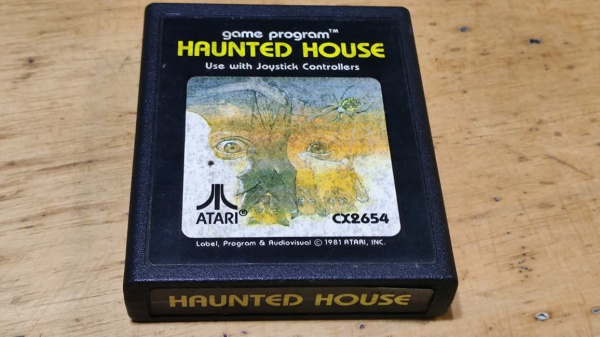 game program™
HAUNTED HOUSE
Use with Joystick Controllers
ATARI®
CX2654
Label, Program & Audiovisual © 1981 ATARI, INC.
HAUNTED HOUSE